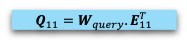 Q₁₁ = W_query.E₁₁ᵀ